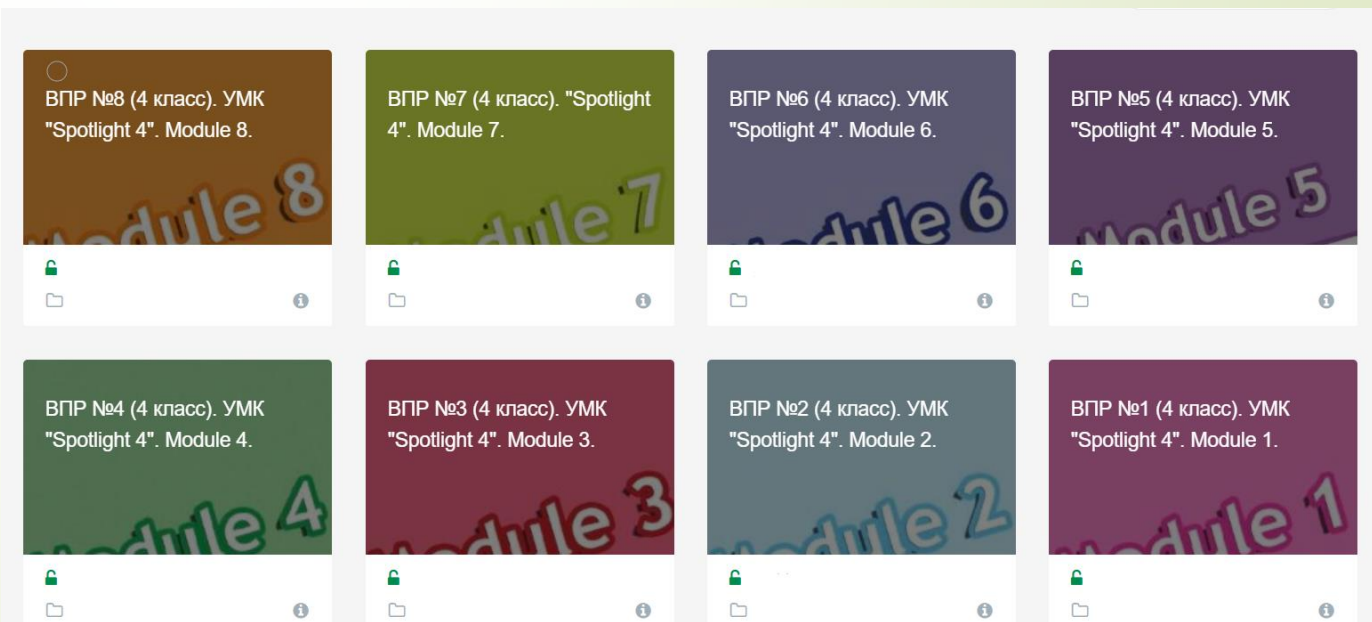 ВПР №8 (4 класс). УМК
"Spotlight 4". Module 8.
Module 8
ВПР №7 (4 класс). "Spotlight
4". Module 7.
Module 7
ВПР №6 (4 класс). УМК
"Spotlight 4". Module 6.
Module 6
ВПР №5 (4 класс). УМК
"Spotlight 4". Module 5.
Module 5
ВПР №4 (4 класс). УМК
"Spotlight 4". Module 4.
Module 4
ВПР №3 (4 класс). УМК
"Spotlight 4". Module 3.
Module 3
ВПР №2 (4 класс). УМК
"Spotlight 4". Module 2.
Module 2
ВПР №1 (4 класс). УМК
"Spotlight 4". Module 1.
Module 1